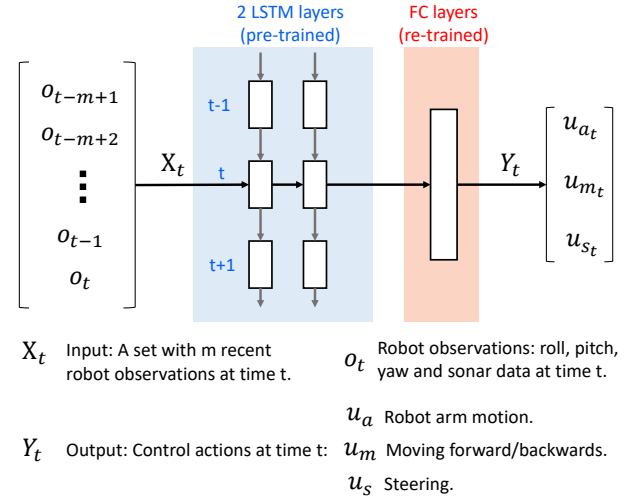 2 LSTM layers
(pre-trained)
FC layers
(re-trained)
o_{t−m+1}
o_{t−m+2}
⋮
o_{t−1}
o_t
X_t
t-1
t
t+1
Y_t
u_{a_t}
u_{m_t}
u_{s_t}
X_t Input: A set with m recent
robot observations at time t.
o_t Robot observations: roll, pitch,
yaw and sonar data at time t.
Y_t Output: Control actions at time t:
u_a Robot arm motion.
u_m Moving forward/backwards.
u_s Steering.